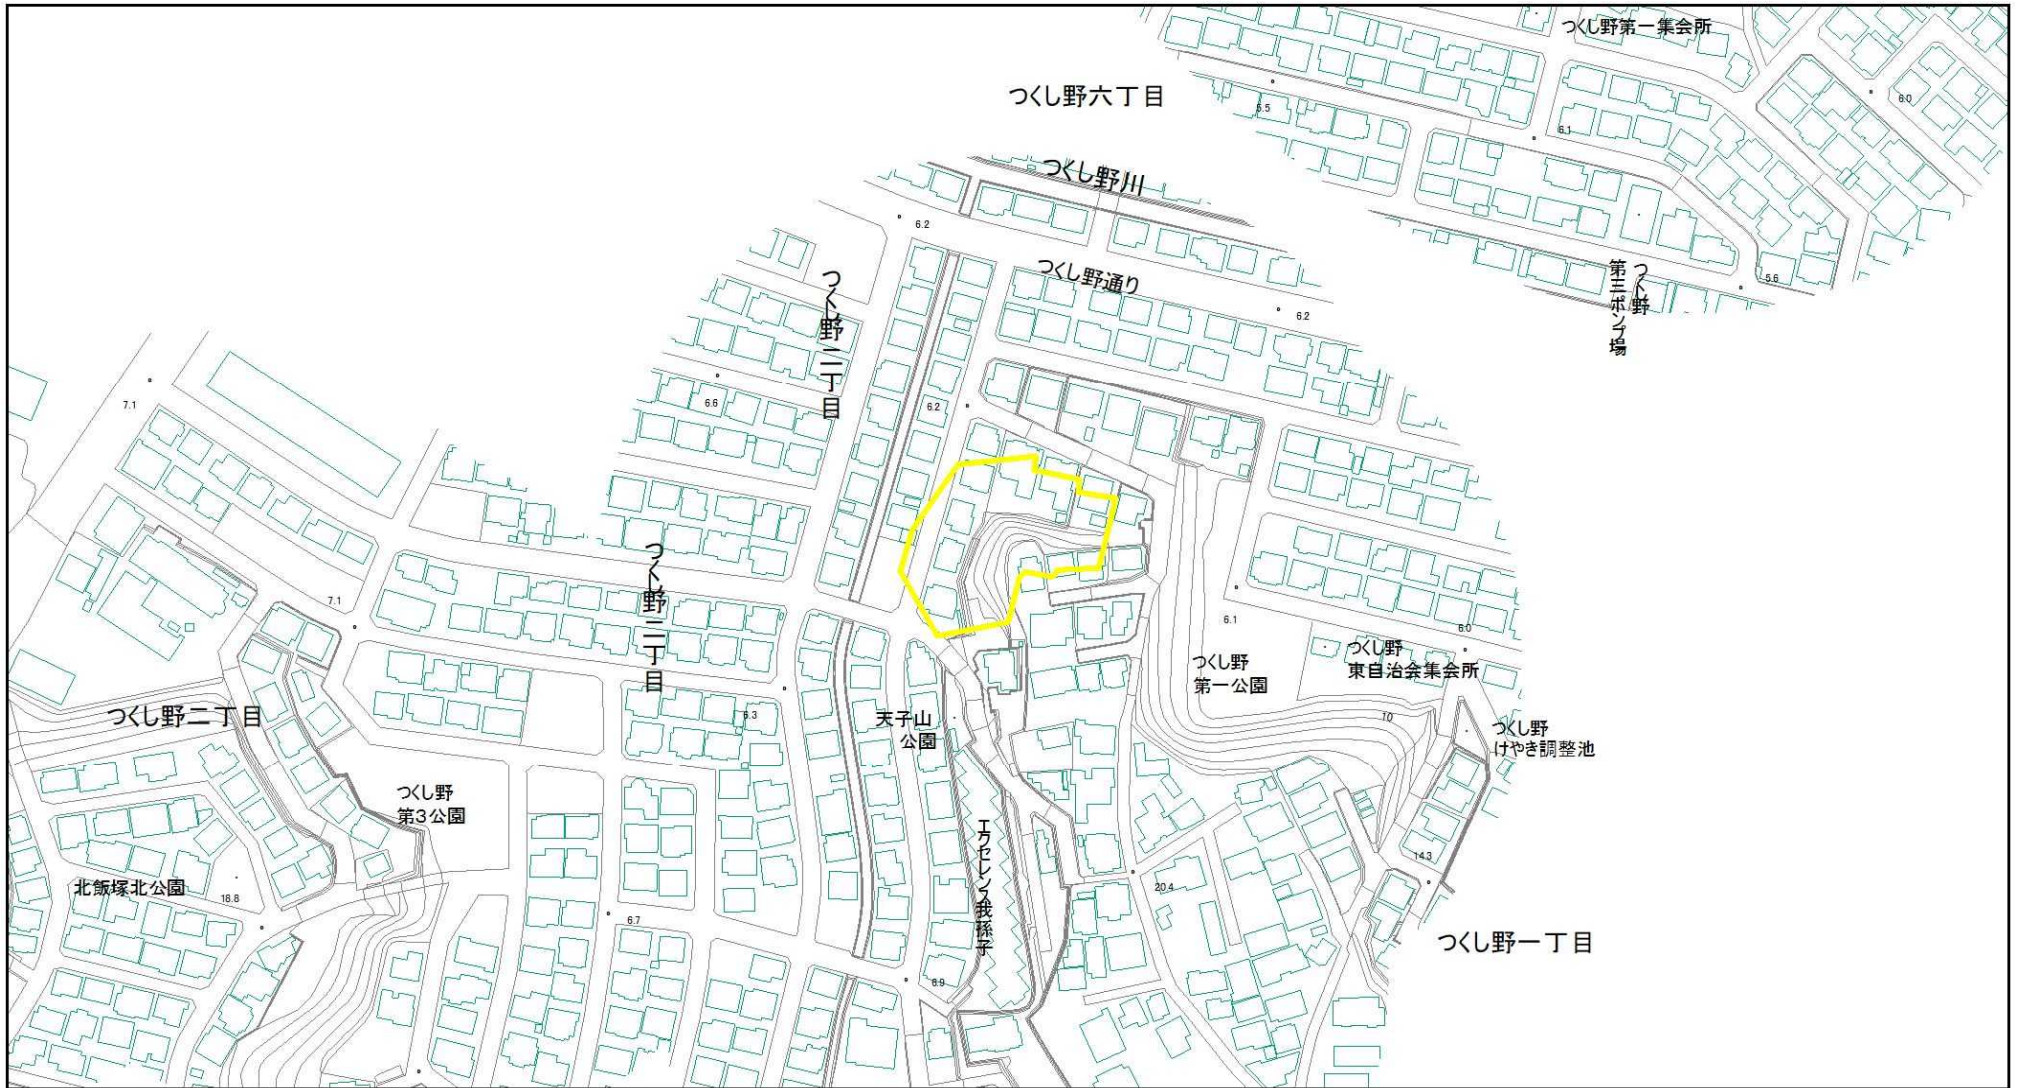 つくし野第一集会所
つくし野六丁目
6.0
5.5
6.1
つくし野川
6.2
つくし野通り
つくし野
第三ポンプ場
5.6
つくし野二丁目
6.2
7.1
6.6
6.2
つくし野二丁目
7.1
6.1
6.0
つくし野
東自治会集会所
つくし野
第一公園
つくし野二丁目
6.3
天子山
公園
10
つくし野
けやき調整池
つくし野
第3公園
エクセレンス我孫子
14.3
北飯塚北公園
18.8
20.4
6.7
つくし野一丁目
6.9